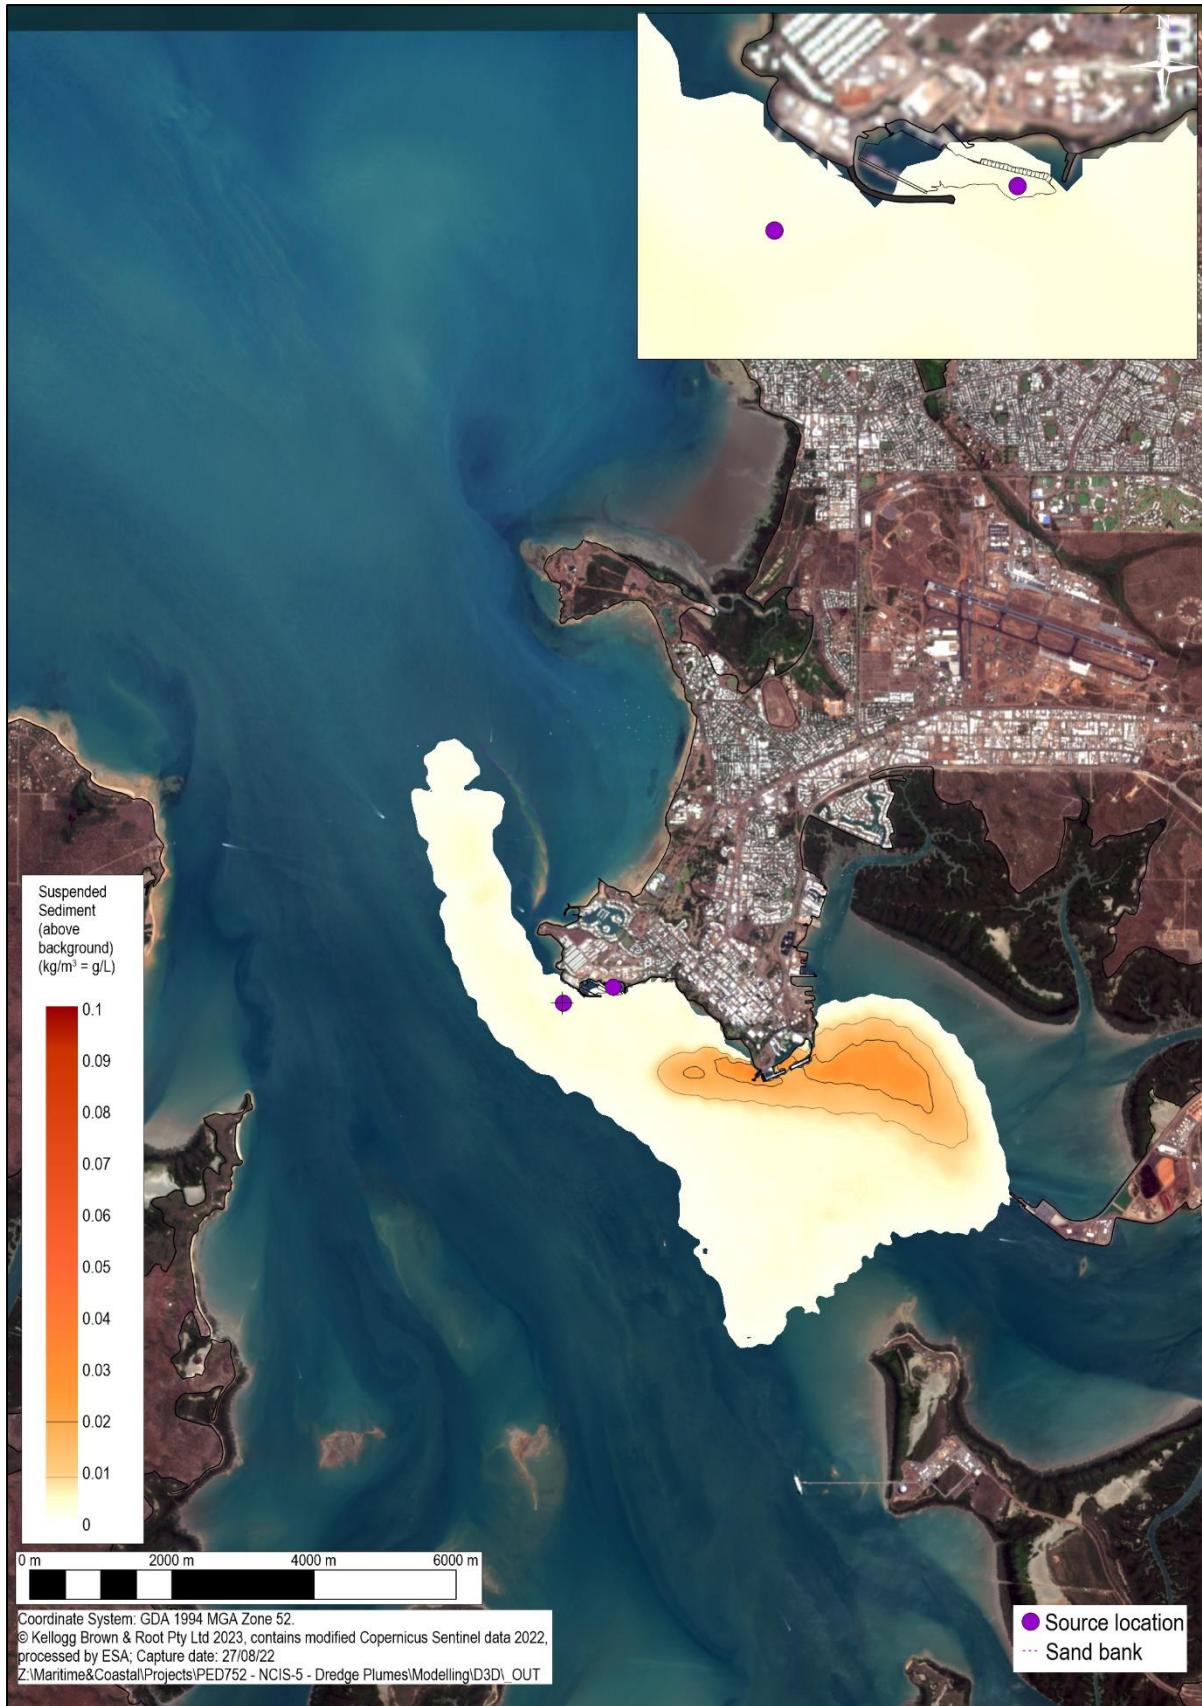 N
Suspended
Sediment
(above
background)
(kg/m³ = g/L)
0.1
0.09
0.08
0.07
0.06
0.05
0.04
0.03
0.02
0.01
0
0 m 2000 m 4000 m 6000 m
Coordinate System: GDA 1994 MGA Zone 52.
© Kellogg Brown & Root Pty Ltd 2023, contains modified Copernicus Sentinel data 2022,
processed by ESA; Capture date: 27/08/22
Z:\Maritime&Coastal\Projects\PED752 - NCIS-5 - Dredge Plumes\Modelling\D3D\_OUT
Source location
Sand bank